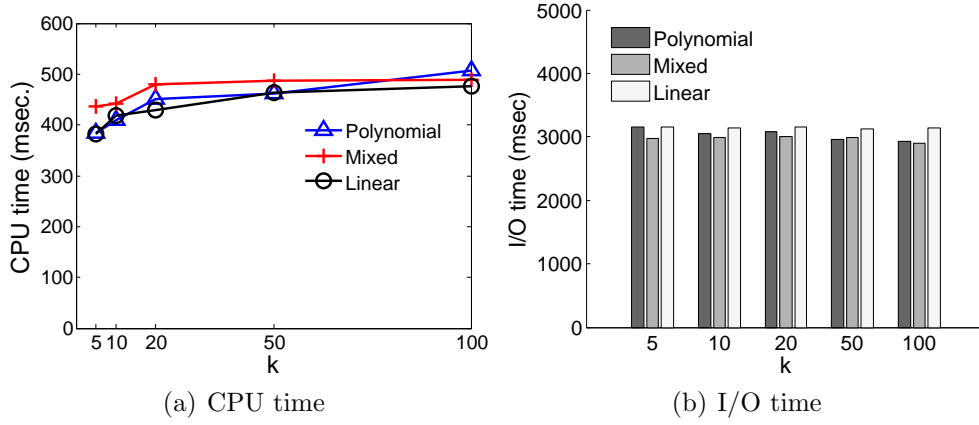 600
500
400
300
200
100
0
CPU time (msec.)
Polynomial
Mixed
Linear
5 10 20 50 100
k
(a) CPU time
5000
4000
3000
2000
1000
0
I/O time (msec)
Polynomial
Mixed
Linear
5 10 20 50 100
k
(b) I/O time